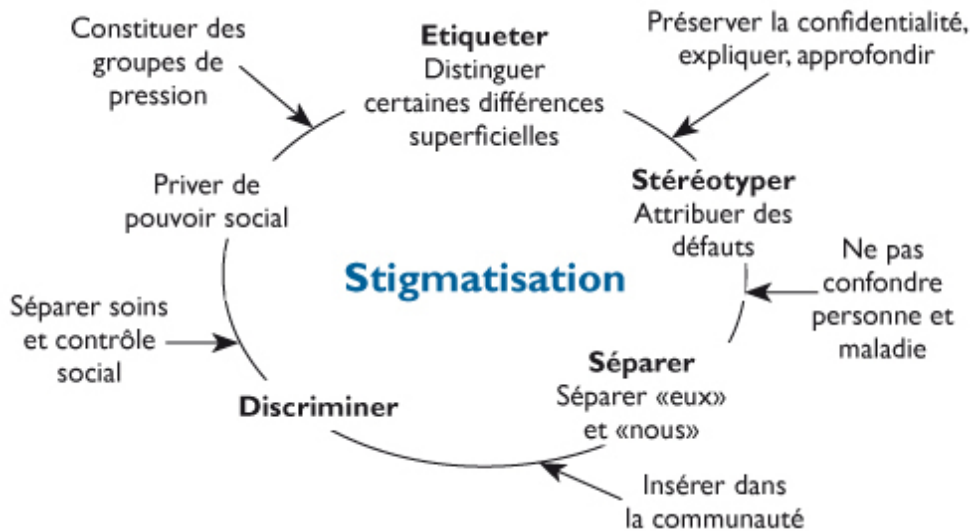 Constituer des
groupes de
pression
Etiqueter
Distinguer
certaines différences
superficielles
Préserver la confidentialité,
expliquer, approfondir
Stéréotyper
Attribuer des
défauts
Ne pas
confondre
personne et
maladie
Séparer
Séparer «eux»
et «nous»
Insérer dans
la communauté
Discriminer
Séparer soins
et contrôle
social
Priver de
pouvoir social
Stigmatisation